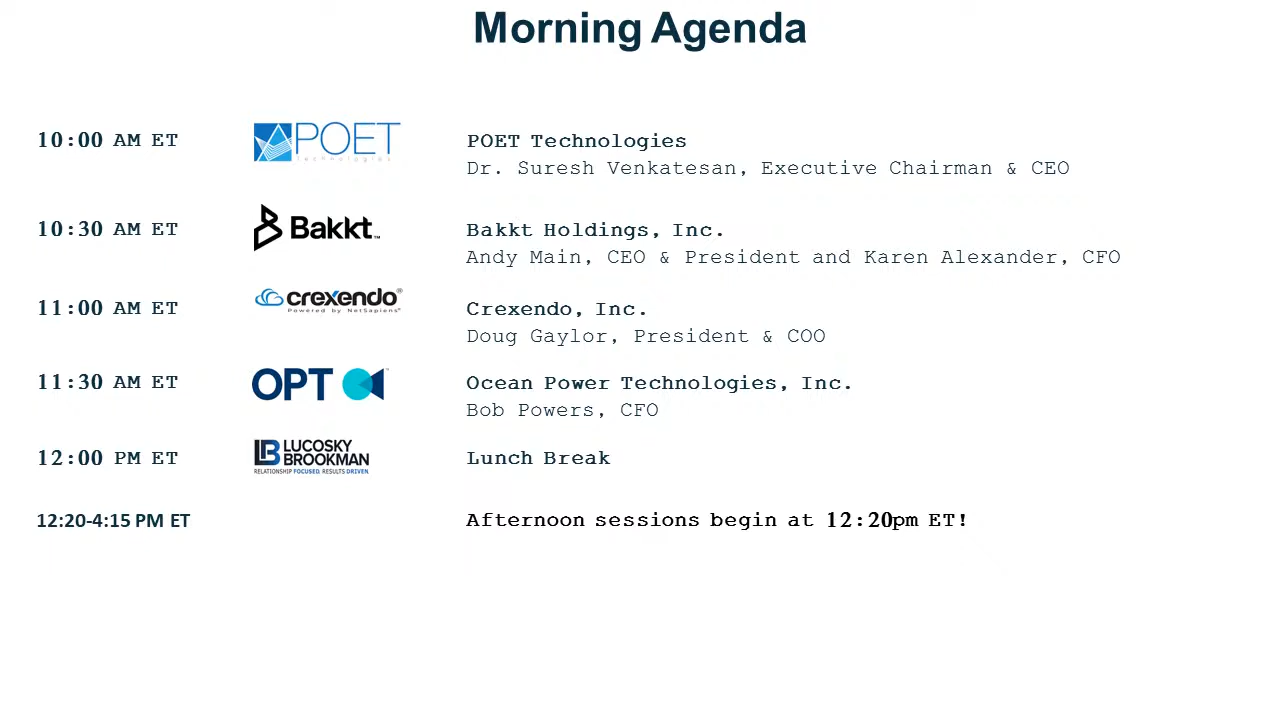 Morning Agenda
10:00 AM ET
POET
Technologies
POET Technologies
Dr. Suresh Venkatesan, Executive Chairman & CEO
10:30 AM ET
Bakkt™
Bakkt Holdings, Inc.
Andy Main, CEO & President and Karen Alexander, CFO
11:00 AM ET
crexendo®
Powered by NetSapiens®
Crexendo, Inc.
Doug Gaylor, President & COO
11:30 AM ET
OPT
Ocean Power Technologies, Inc.
Bob Powers, CFO
12:00 PM ET
LB LUCOSKY
BROOKMAN
RELATIONSHIP FOCUSED. RESULTS DRIVEN
Lunch Break
12:20-4:15 PM ET
Afternoon sessions begin at 12:20pm ET!